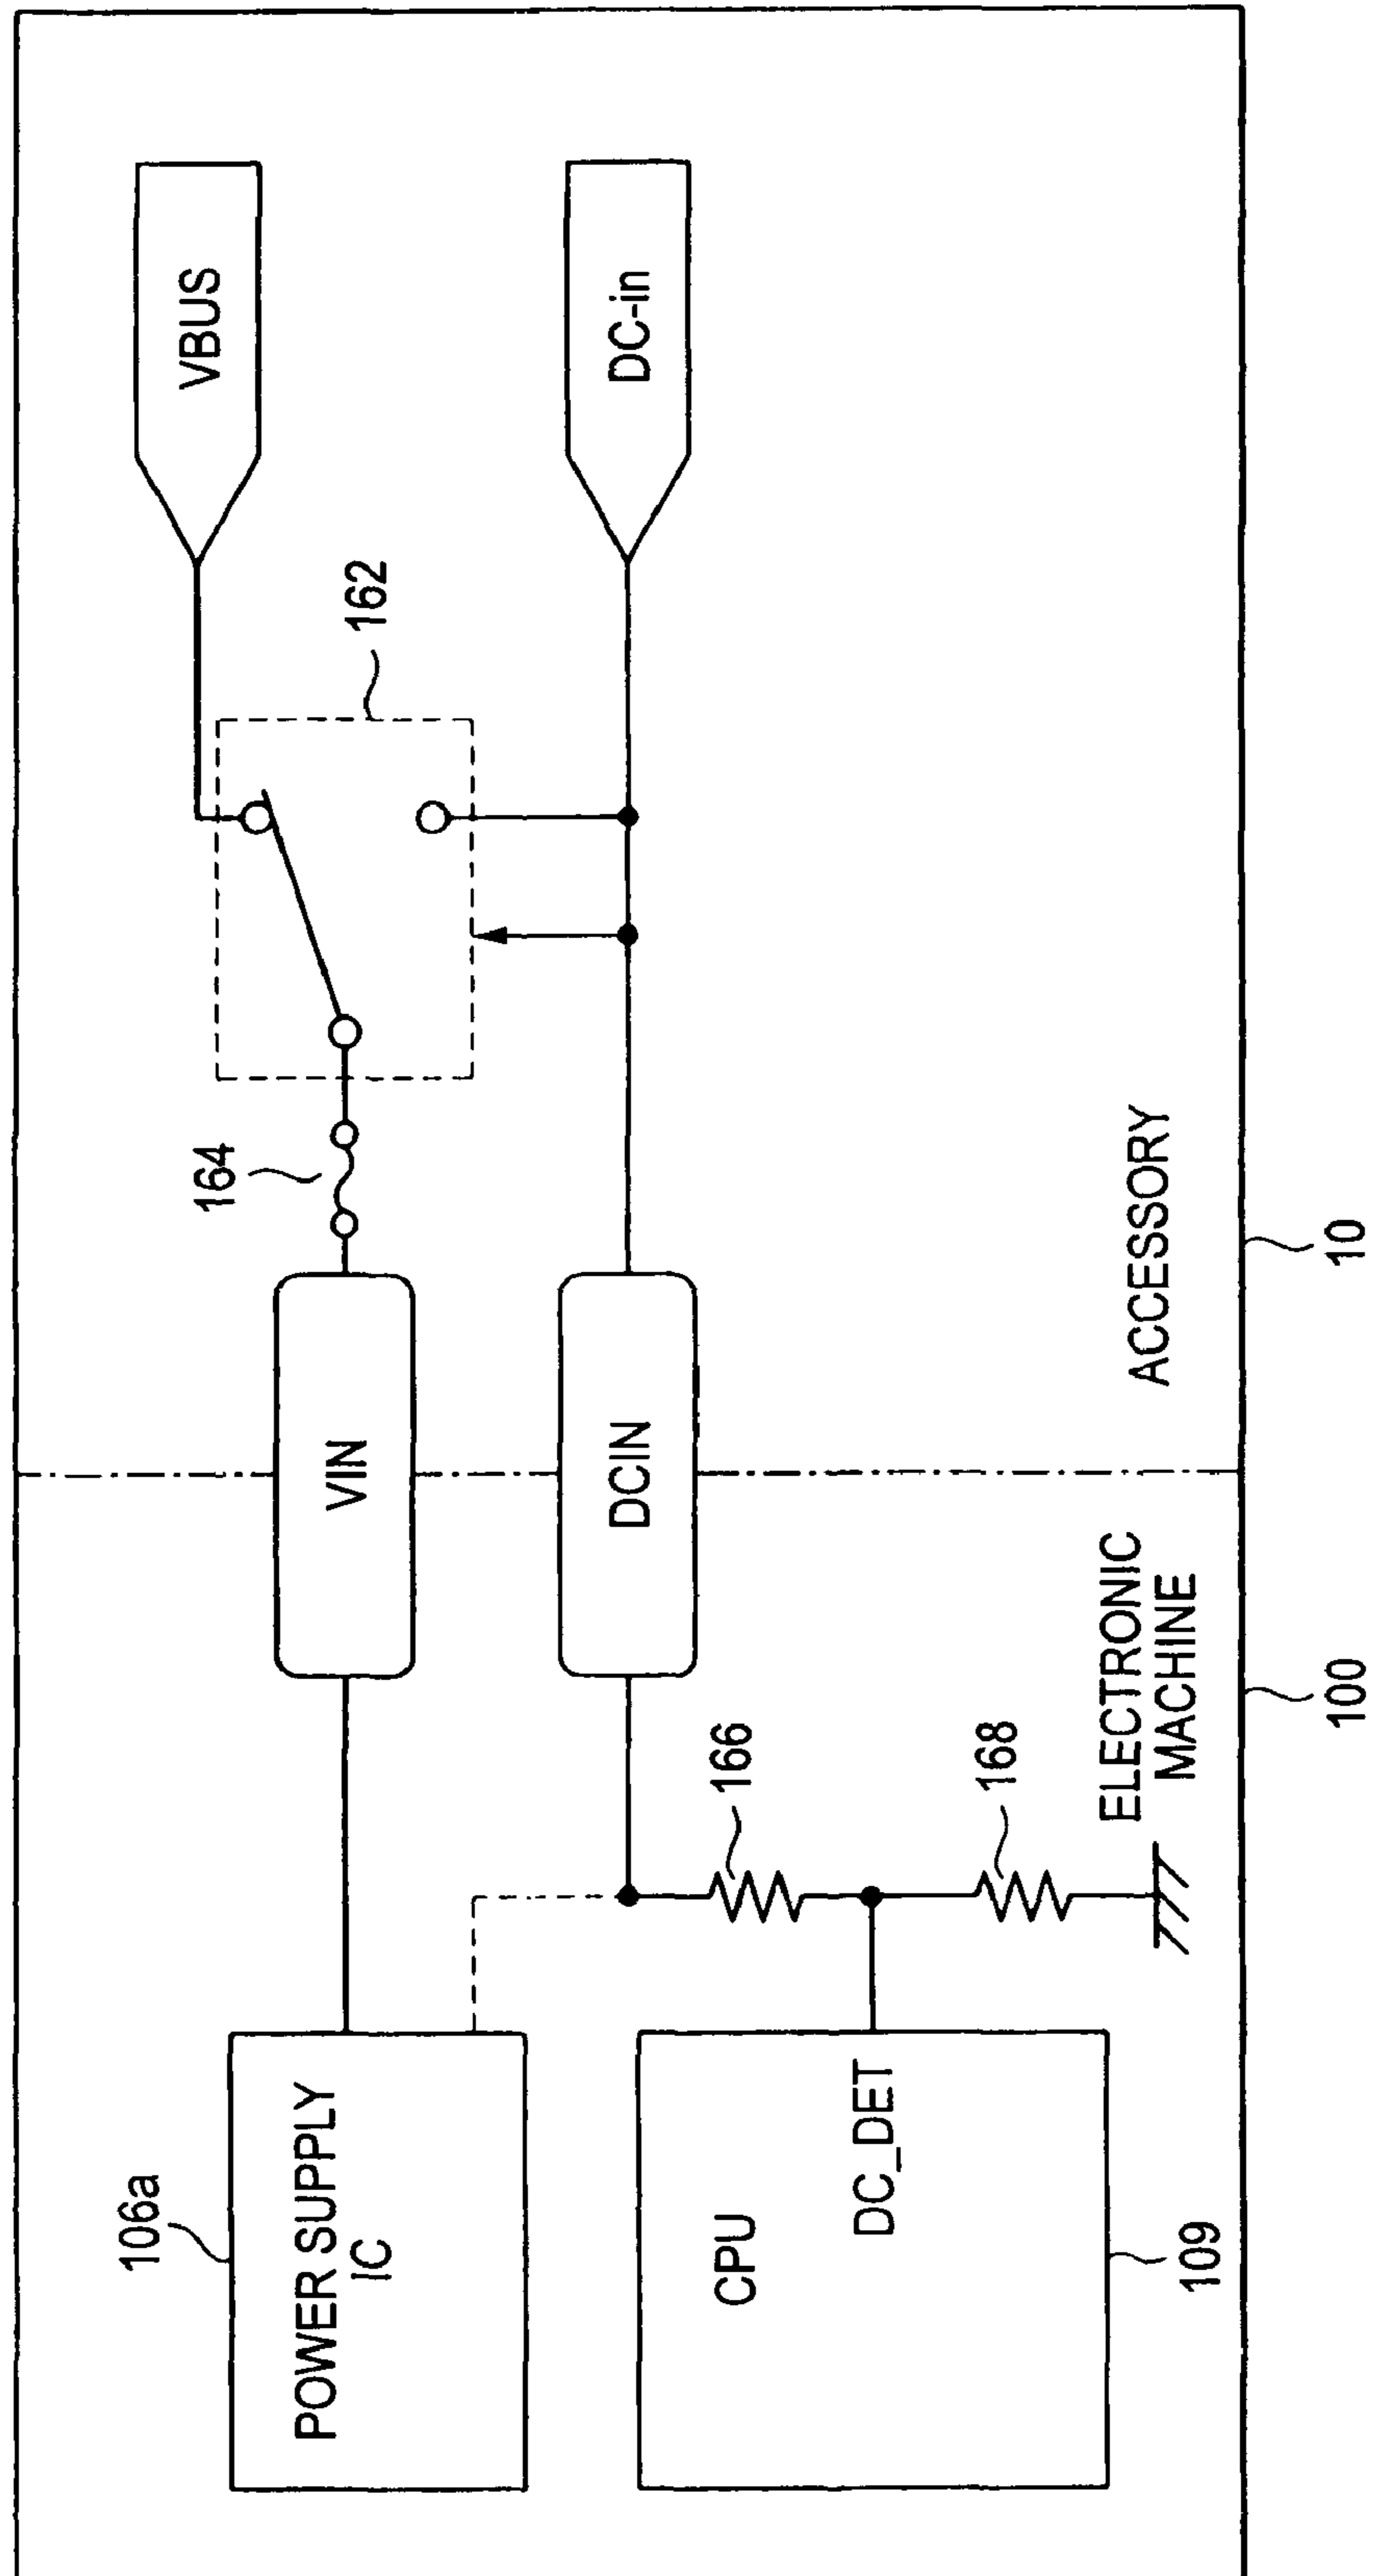 106a
POWER SUPPLY
IC
VIN
164
162
VBUS
CPU
DC_DET
109
166
168
DCIN
DC-in
ELECTRONIC
MACHINE
100
ACCESSORY
10